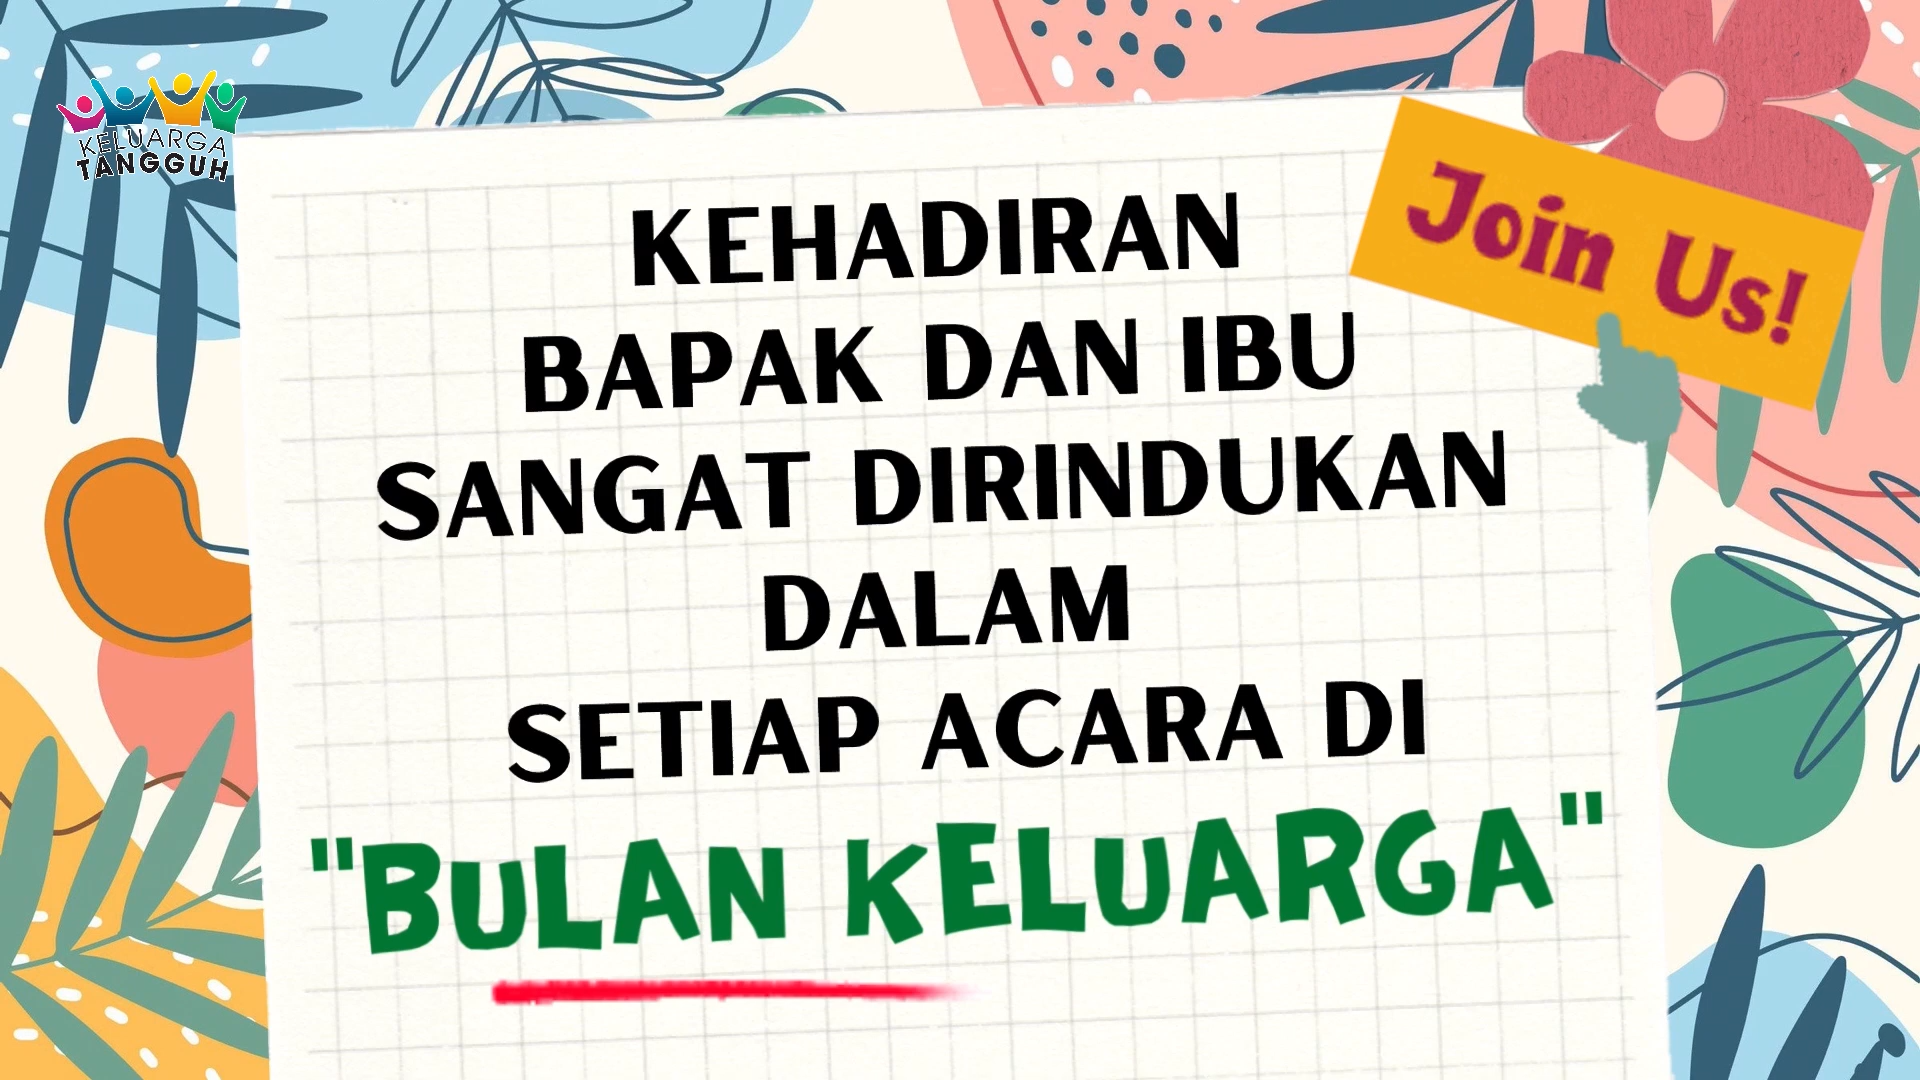 KELUARGA
TANGGUH
Join Us!
KEHADIRAN
BAPAK DAN IBU
SANGAT DIRINDUKAN
DALAM
SETIAP ACARA DI
"BULAN KELUARGA"